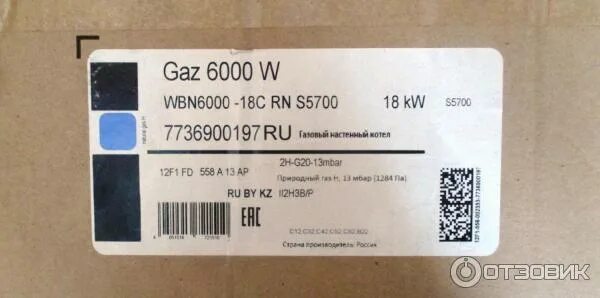 Gaz 6000 W
WBN6000 -18C RN S5700 18 kW S5700
7736900197 RU Газовый настенный котел
2H-G20-13mbar
12F1 FD 558 A 13 AP
Природный газ H, 13 мбар (1284 Па)
RU BY KZ II2H3B/P
EAC
Страна производитель: Россия
ОТЗОВИК